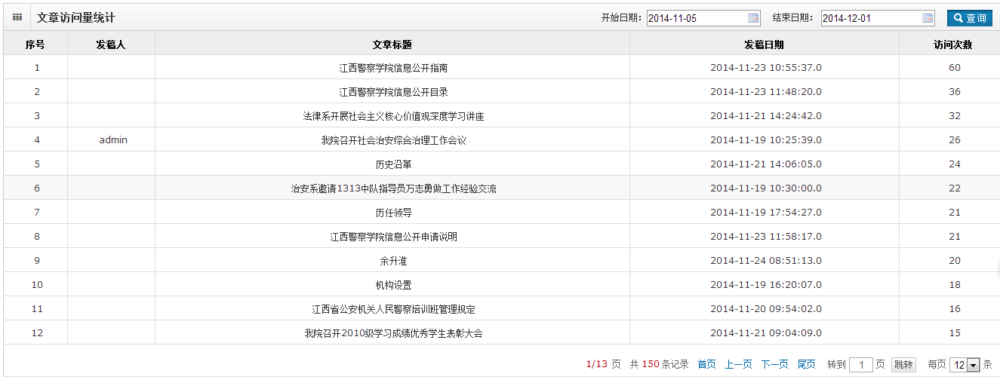 文章访问量统计 开始日期: 2014-11-05 结束日期: 2014-12-01 查询
序号 发稿人 文章标题 发稿日期 访问次数
1 江西警察学院信息公开指南 2014-11-23 10:55:37.0 60
2 江西警察学院信息公开目录 2014-11-23 11:48:20.0 36
3 法律系开展社会主义核心价值观深度学习讲座 2014-11-21 14:24:42.0 32
4 admin 我院召开社会治安综合治理工作会议 2014-11-19 10:25:39.0 26
5 历史沿革 2014-11-21 14:06:05.0 24
6 治安系邀请1313中队指导员万志勇做工作经验交流 2014-11-19 10:30:00.0 22
7 历任领导 2014-11-19 17:54:27.0 21
8 江西警察学院信息公开申请说明 2014-11-23 11:58:17.0 21
9 余升淮 2014-11-24 08:51:13.0 20
10 机构设置 2014-11-19 16:20:07.0 18
11 江西省公安机关人民警察培训班管理规定 2014-11-20 09:54:02.0 16
12 我院召开2010级学习成绩优秀学生表彰大会 2014-11-21 09:04:09.0 15
1/13 页 共 150 条记录 首页 上一页 下一页 尾页 转到 1 页 跳转 每页 12 条